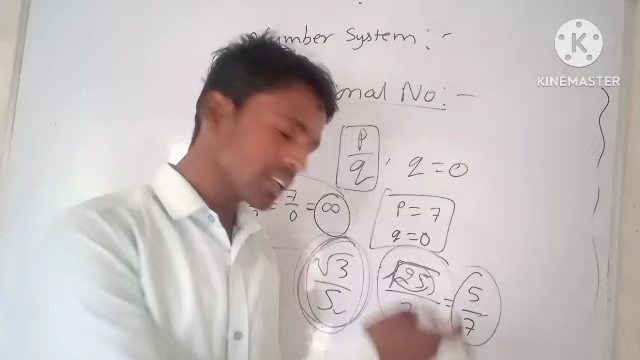 Number System :-
onal No: -
K
KINEMASTER
p/q, q = 0
= 7/0 = ∞
p = 7
q = 0
√3/5
√25/ = 5/7